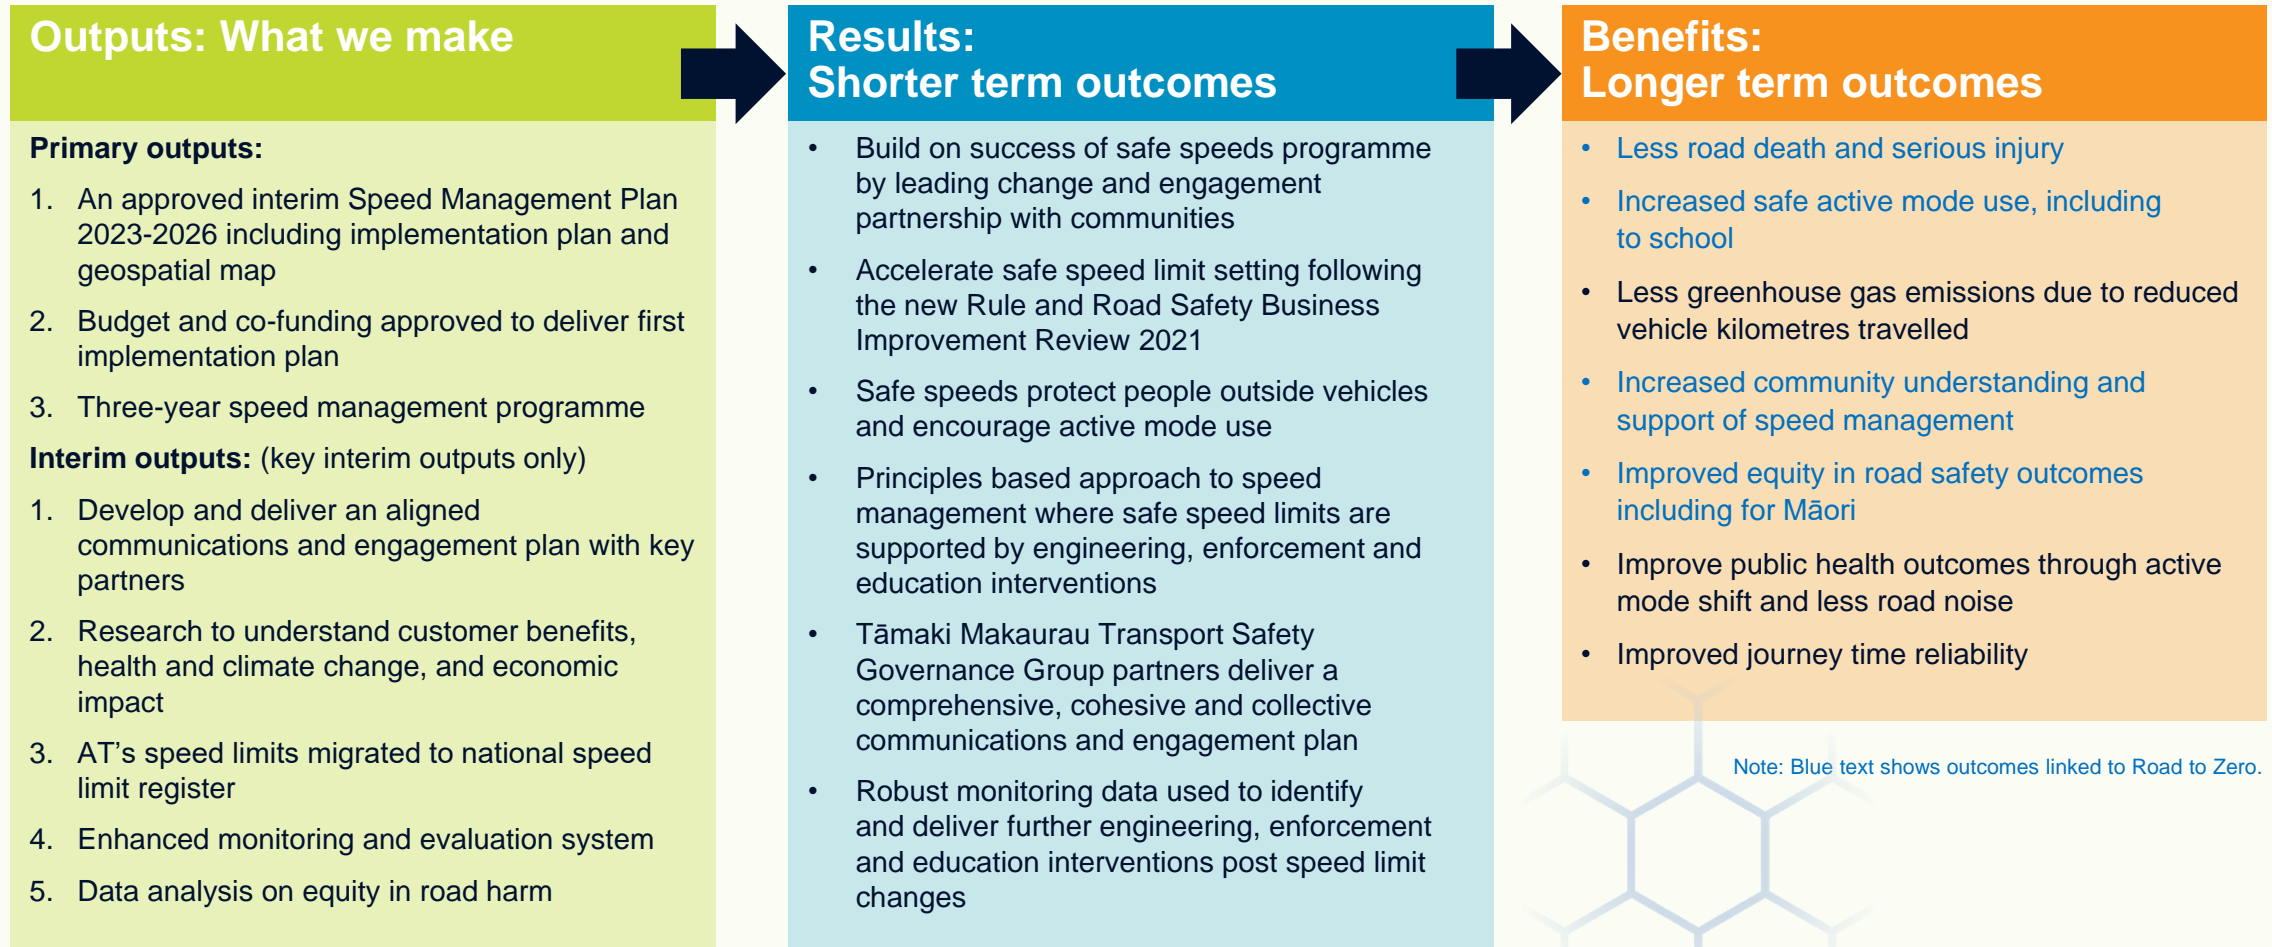 Outputs: What we make
Primary outputs:
1. An approved interim Speed Management Plan
2023-2026 including implementation plan and
geospatial map
2. Budget and co-funding approved to deliver first
implementation plan
3. Three-year speed management programme
Interim outputs: (key interim outputs only)
1. Develop and deliver an aligned
communications and engagement plan with key
partners
2. Research to understand customer benefits,
health and climate change, and economic
impact
3. AT’s speed limits migrated to national speed
limit register
4. Enhanced monitoring and evaluation system
5. Data analysis on equity in road harm
Results:
Shorter term outcomes
• Build on success of safe speeds programme
by leading change and engagement
partnership with communities
• Accelerate safe speed limit setting following
the new Rule and Road Safety Business
Improvement Review 2021
• Safe speeds protect people outside vehicles
and encourage active mode use
• Principles based approach to speed
management where safe speed limits are
supported by engineering, enforcement and
education interventions
• Tāmaki Makaurau Transport Safety
Governance Group partners deliver a
comprehensive, cohesive and collective
communications and engagement plan
• Robust monitoring data used to identify
and deliver further engineering, enforcement
and education interventions post speed limit
changes
Benefits:
Longer term outcomes
• Less road death and serious injury
• Increased safe active mode use, including
to school
• Less greenhouse gas emissions due to reduced
vehicle kilometres travelled
• Increased community understanding and
support of speed management
• Improved equity in road safety outcomes
including for Māori
• Improve public health outcomes through active
mode shift and less road noise
• Improved journey time reliability
Note: Blue text shows outcomes linked to Road to Zero.